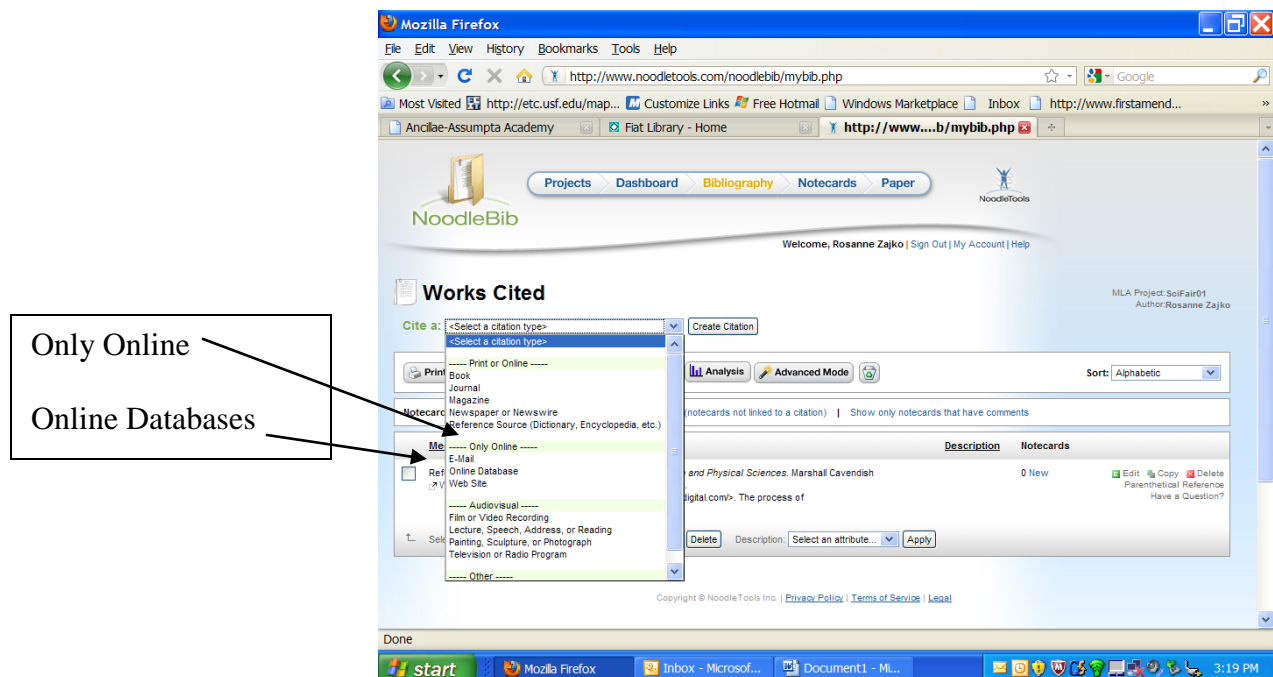 Mozilla Firefox
File Edit View History Bookmarks Tools Help
http://www.noodletools.com/noodlebib/mybib.php
Google
Most Visited http://etc.usf.edu/map... Customize Links Free Hotmail Windows Marketplace Inbox http://www.firstamend... »
Ancillae-Assumpta Academy Fiat Library - Home http://www....b/mybib.php
Projects Dashboard Bibliography Notecards Paper
NoodleTools
NoodleBib
Welcome, Rosanne Zajko | Sign Out | My Account | Help
Works Cited
MLA Project: SciFair01
Author: Rosanne Zajko
Cite a: <Select a citation type> Create Citation
<Select a citation type>
----- Print or Online -----
Book
Journal
Magazine
Newspaper or Newswire
Reference Source (Dictionary, Encyclopedia, etc.)
----- Only Online -----
E-Mail
Online Database
Web Site
----- Audiovisual -----
Film or Video Recording
Lecture, Speech, Address, or Reading
Painting, Sculpture, or Photograph
Television or Radio Program
----- Other -----
Only Online
Online Databases
Print Analysis Advanced Mode Sort: Alphabetic
Notecard (notecards not linked to a citation) | Show only notecards that have comments
Me Description Notecards
Ref and Physical Sciences. Marshall Cavendish 0 New Edit Copy Delete
Parenthetical Reference
digital.com/>. The process of Have a Question?
Sele Delete Description: Select an attribute... Apply
Copyright © NoodleTools Inc. | Privacy Policy | Terms of Service | Legal
Done
start Mozilla Firefox Inbox - Microsof... Document1 - Mi... 3:19 PM